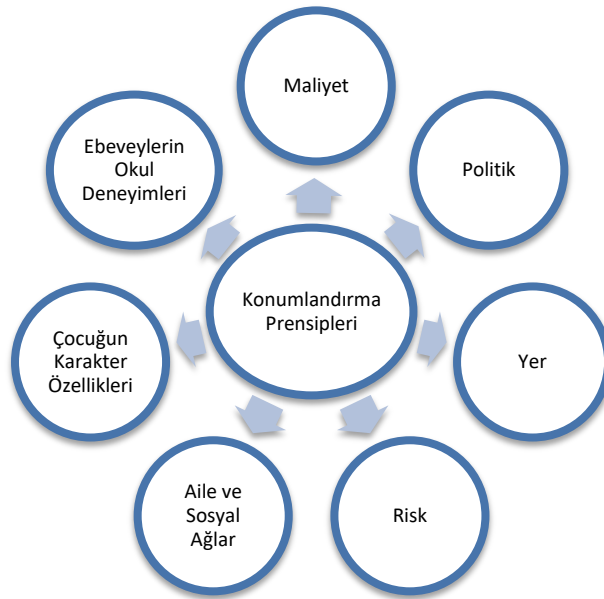 Maliyet
Politik
Yer
Risk
Aile ve
Sosyal
Ağlar
Çocuğun
Karakter
Özellikleri
Ebeveylerin
Okul
Deneyimleri
Konumlandırma
Prensipleri